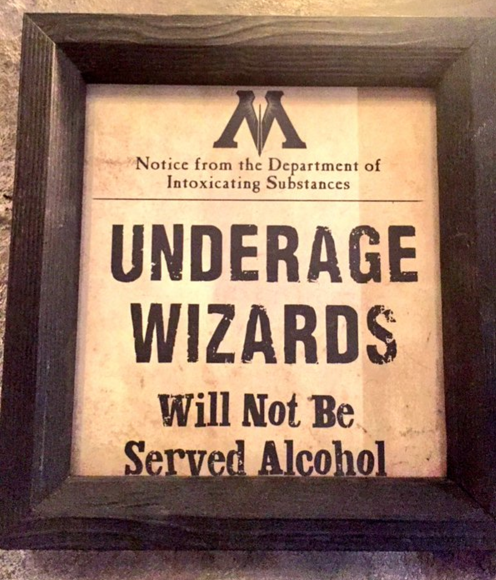 M
Notice from the Department of
Intoxicating Substances
UNDERAGE
WIZARDS
Will Not Be
Served Alcohol